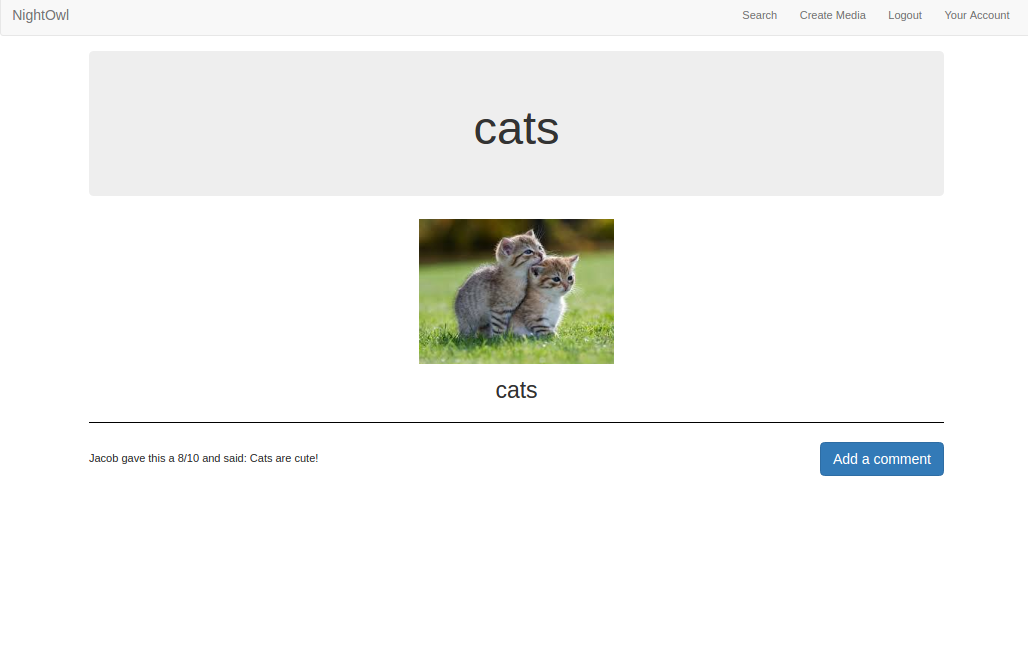 NightOwl Search Create Media Logout Your Account
cats
cats
Jacob gave this a 8/10 and said: Cats are cute! Add a comment